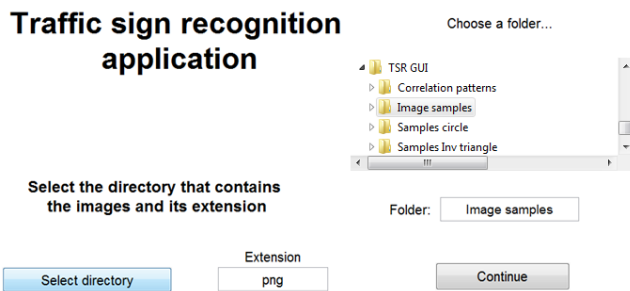 Traffic sign recognition
application
Select the directory that contains
the images and its extension
Select directory
Extension
png
Choose a folder...
TSR GUI
Correlation patterns
Image samples
Samples circle
Samples Inv triangle
Folder:
Image samples
Continue